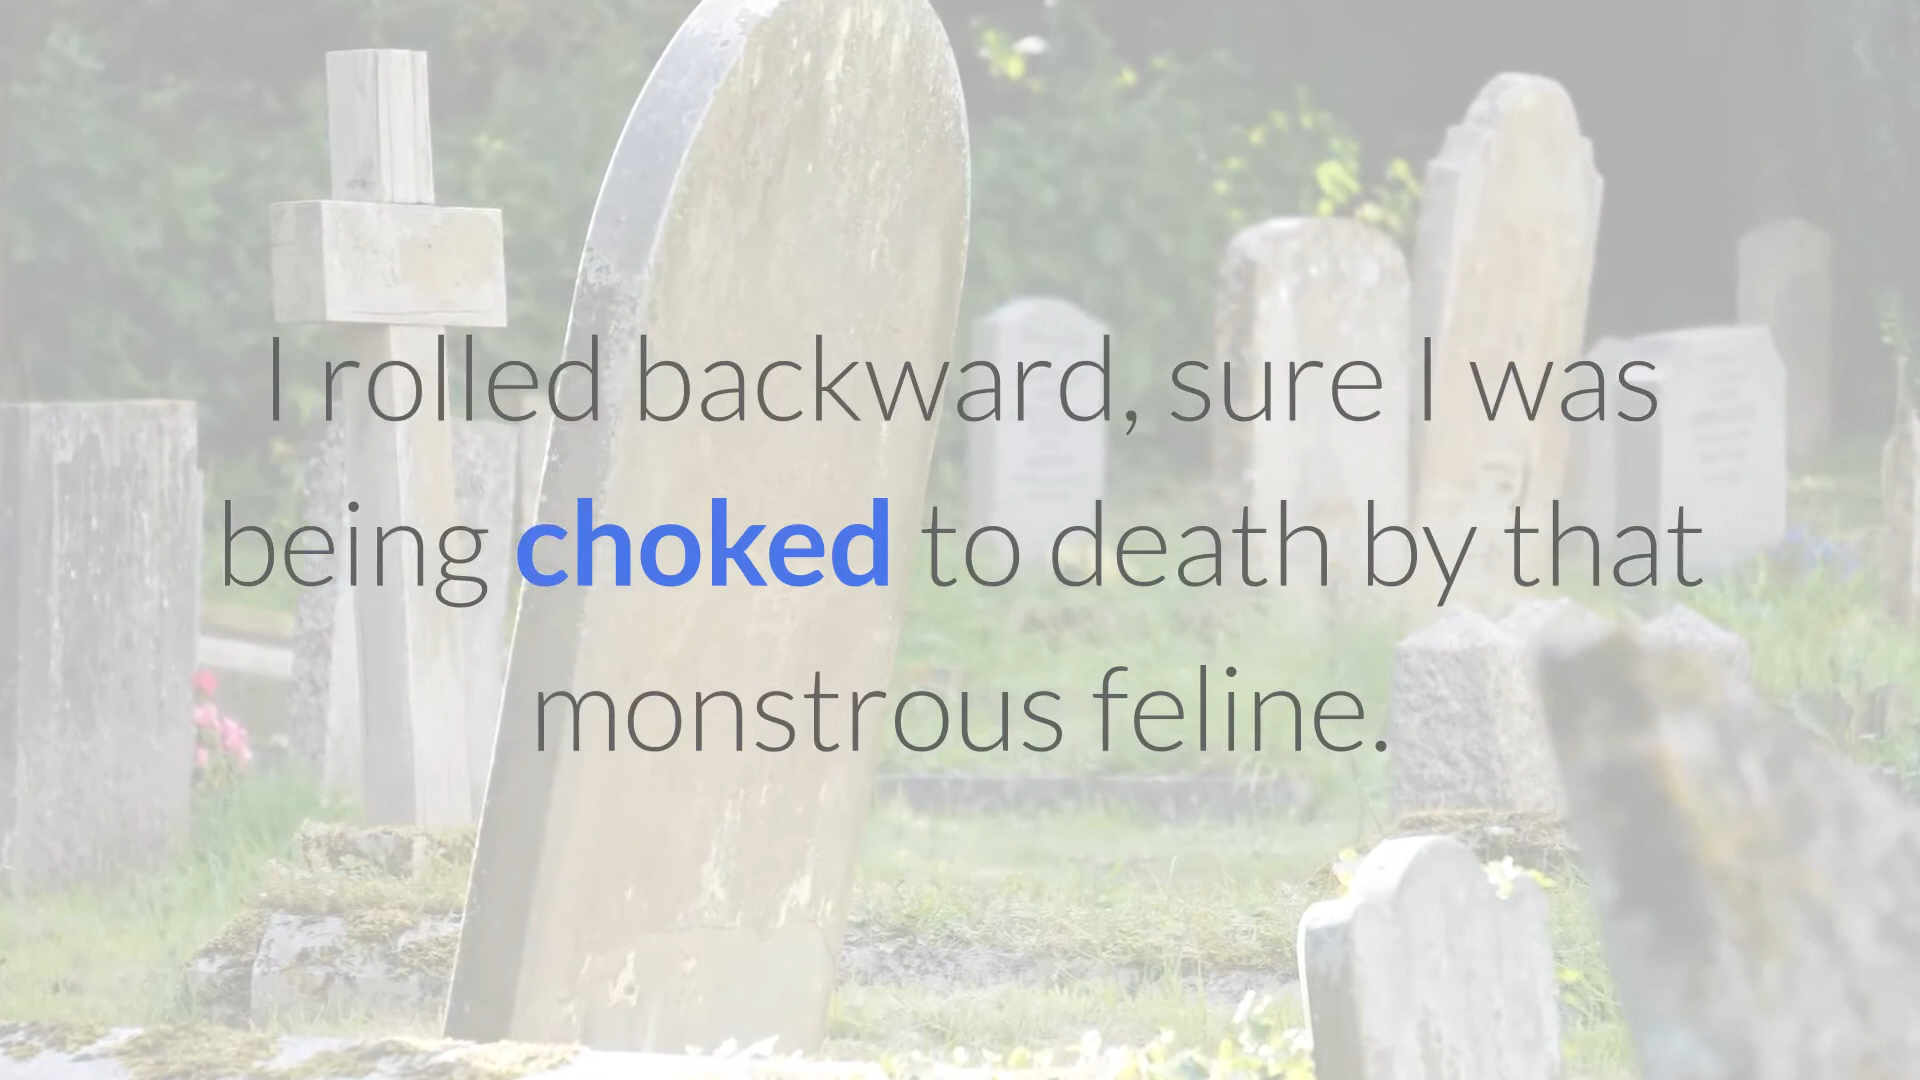 I rolled backward, sure I was
being choked to death by that
monstrous feline.